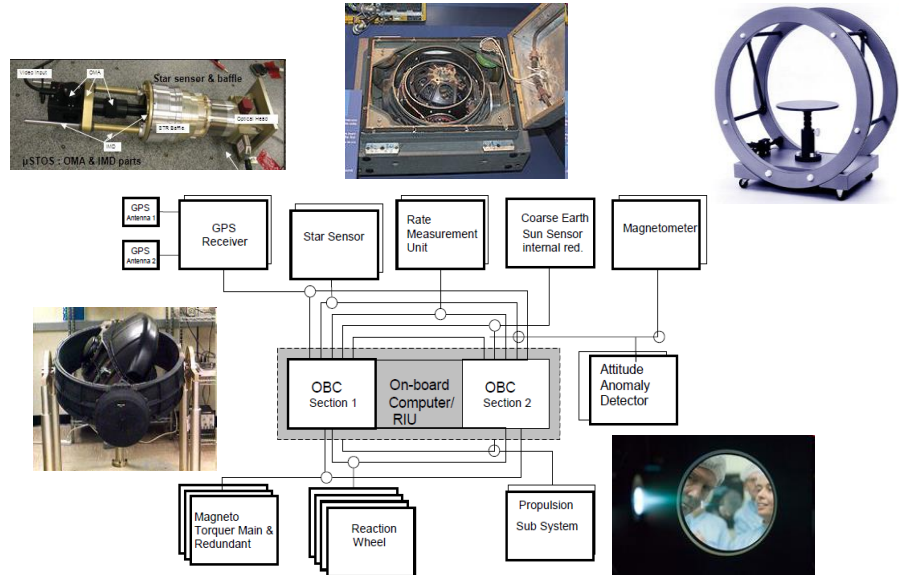 Video Input
OMA
Star sensor & baffle
Optical Head
STR Baffle
IMD
µSTOS : OMA & IMD parts
GPS
Antenna 1
GPS
Antenna 2
GPS
Receiver
Star Sensor
Rate
Measurement
Unit
Coarse Earth
Sun Sensor
internal red.
Magnetometer
OBC
Section 1
On-board
Computer/
RIU
OBC
Section 2
Attitude
Anomaly
Detector
Magneto
Torquer Main &
Redundant
Reaction
Wheel
Propulsion
Sub System